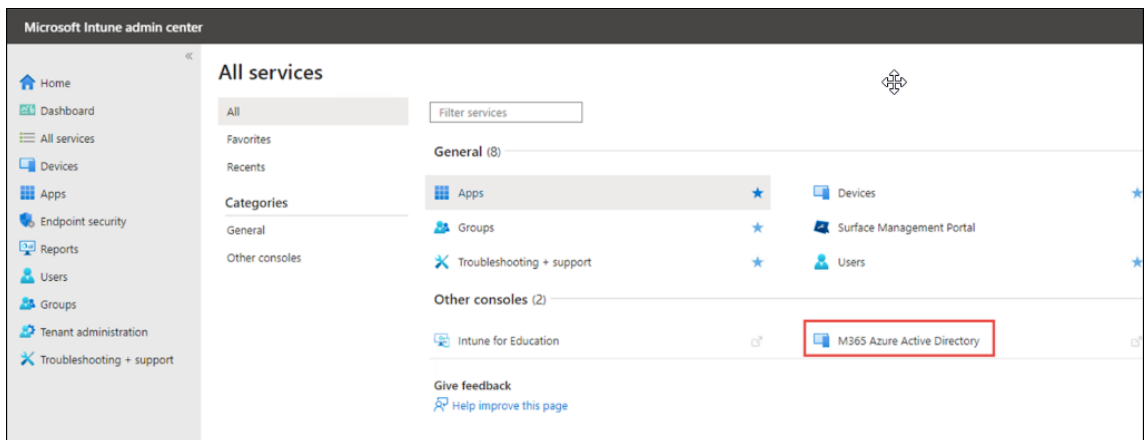 Microsoft Intune admin center
«
Home
Dashboard
All services
Devices
Apps
Endpoint security
Reports
Users
Groups
Tenant administration
Troubleshooting + support
All services
All
Favorites
Recents
Categories
General
Other consoles
Filter services
General (8)
Apps
Devices
Groups
Surface Management Portal
Troubleshooting + support
Users
Other consoles (2)
Intune for Education
M365 Azure Active Directory
Give feedback
Help improve this page